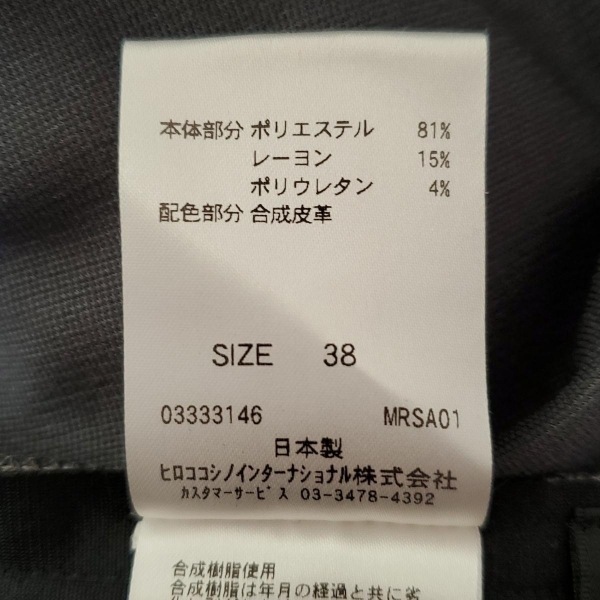 本体部分 ポリエステル 81%
レーヨン 15%
ポリウレタン 4%
配色部分 合成皮革
SIZE 38
03333146 MRSA01
日本製
ヒロココシノインターナショナル株式会社
カスタマーサービス 03-3478-4392
合成樹脂使用
合成樹脂は年月の経過と共に劣